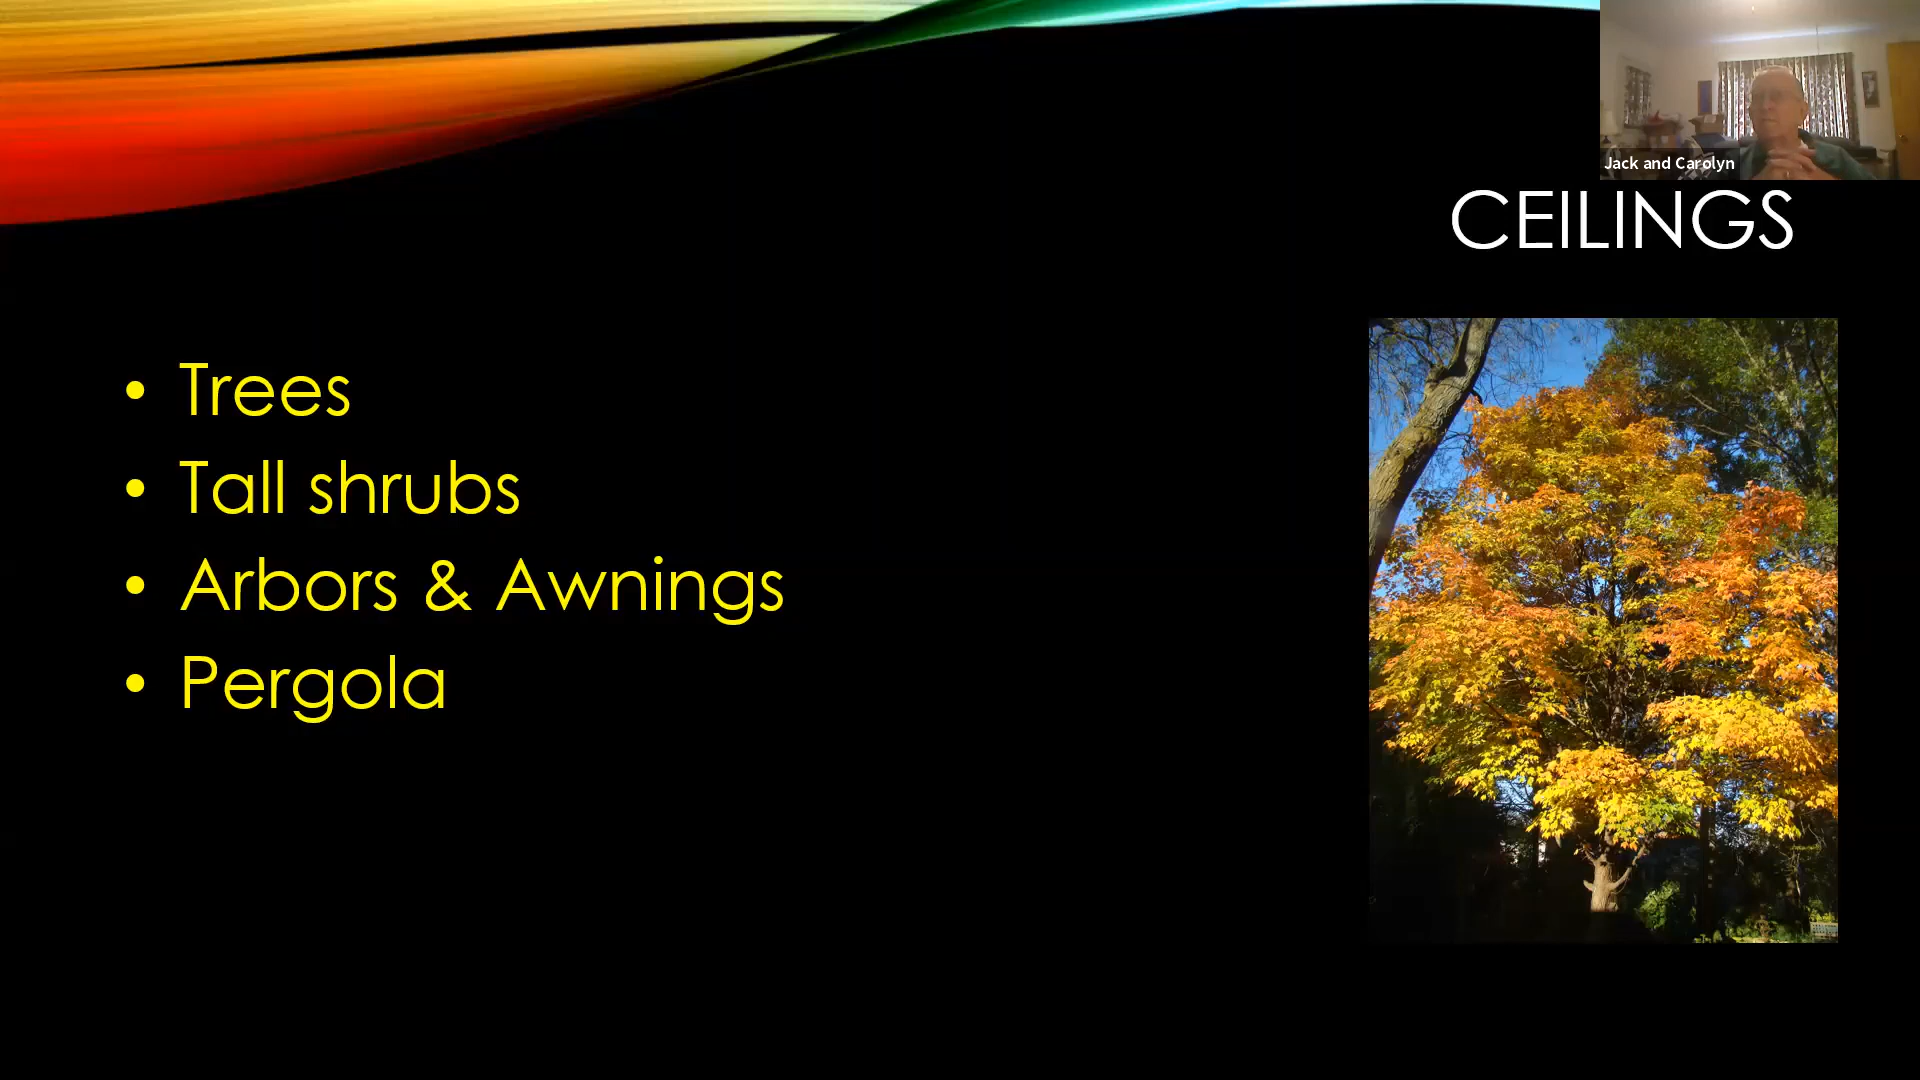 Jack and Carolyn
CEILINGS
• Trees
• Tall shrubs
• Arbors & Awnings
• Pergola